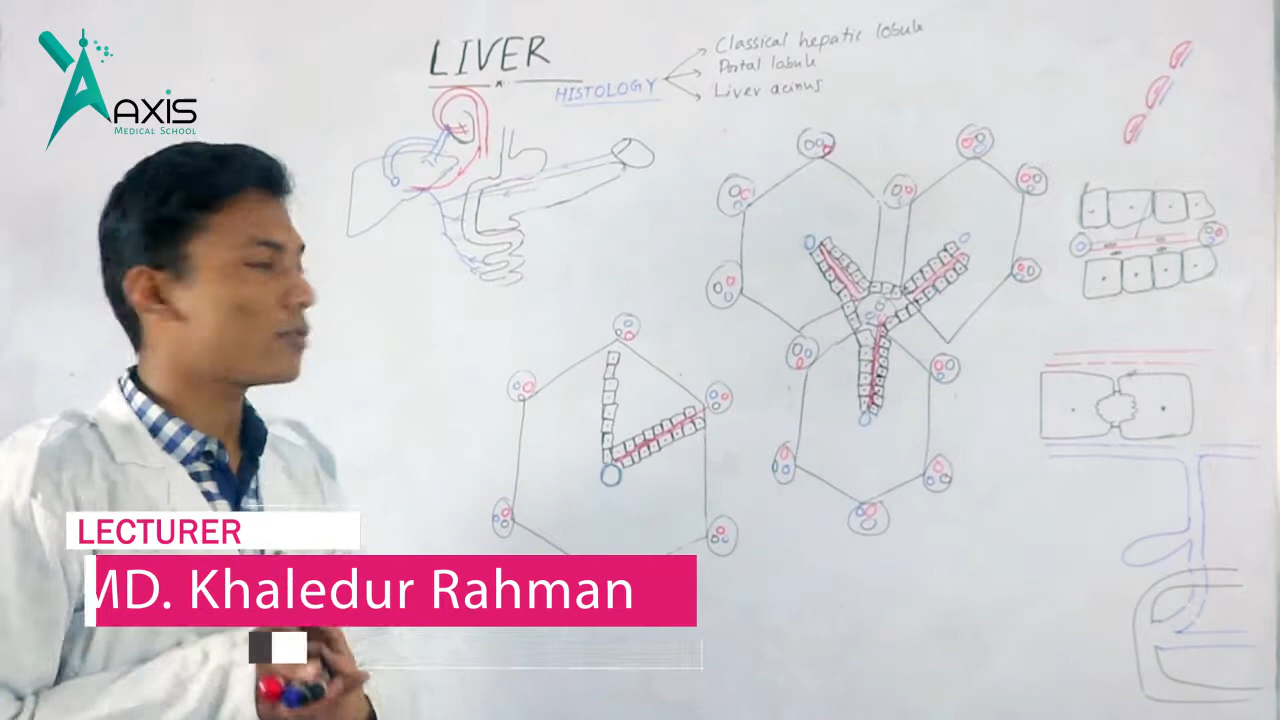 AXIS
MEDICAL SCHOOL
LIVER
HISTOLOGY
Classical hepatic lobule
Portal lobule
Liver acinus
LECTURER
MD. Khaledur Rahman